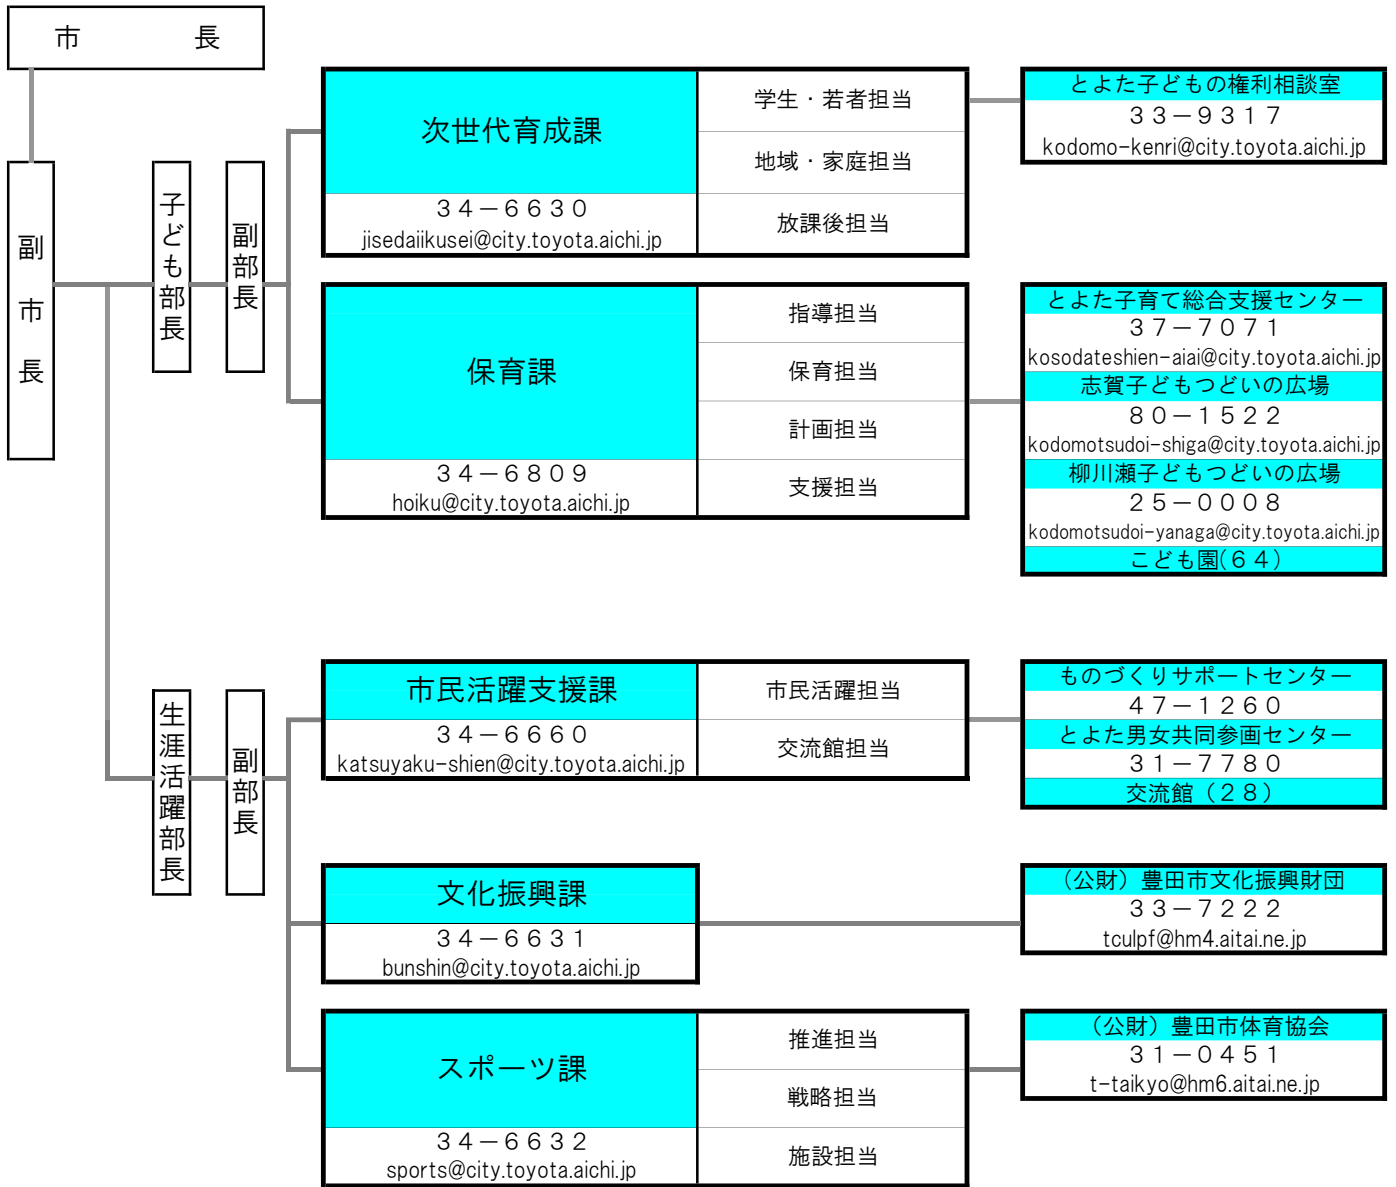 市　長
副市長
子ども部長
副部長
次世代育成課
３４－６６３０
jisedaiikusei@city.toyota.aichi.jp
学生・若者担当
地域・家庭担当
放課後担当
とよた子どもの権利相談室
３３－９３１７
kodomo-kenri@city.toyota.aichi.jp
保育課
３４－６８０９
hoiku@city.toyota.aichi.jp
指導担当
保育担当
計画担当
支援担当
とよた子育て総合支援センター
３７－７０７１
kosodateshien-aiai@city.toyota.aichi.jp
志賀子どもつどいの広場
８０－１５２２
kodomotsudoi-shiga@city.toyota.aichi.jp
柳川瀬子どもつどいの広場
２５－０００８
kodomotsudoi-yanaga@city.toyota.aichi.jp
こども園(６４)
生涯活躍部長
副部長
市民活躍支援課
３４－６６６０
katsuyaku-shien@city.toyota.aichi.jp
市民活躍担当
交流館担当
ものづくりサポートセンター
４７－１２６０
とよた男女共同参画センター
３１－７７８０
交流館（２８）
文化振興課
３４－６６３１
bunshin@city.toyota.aichi.jp
（公財）豊田市文化振興財団
３３－７２２２
tculpf@hm4.aitai.ne.jp
スポーツ課
３４－６６３２
sports@city.toyota.aichi.jp
推進担当
戦略担当
施設担当
（公財）豊田市体育協会
３１－０４５１
t-taikyo@hm6.aitai.ne.jp